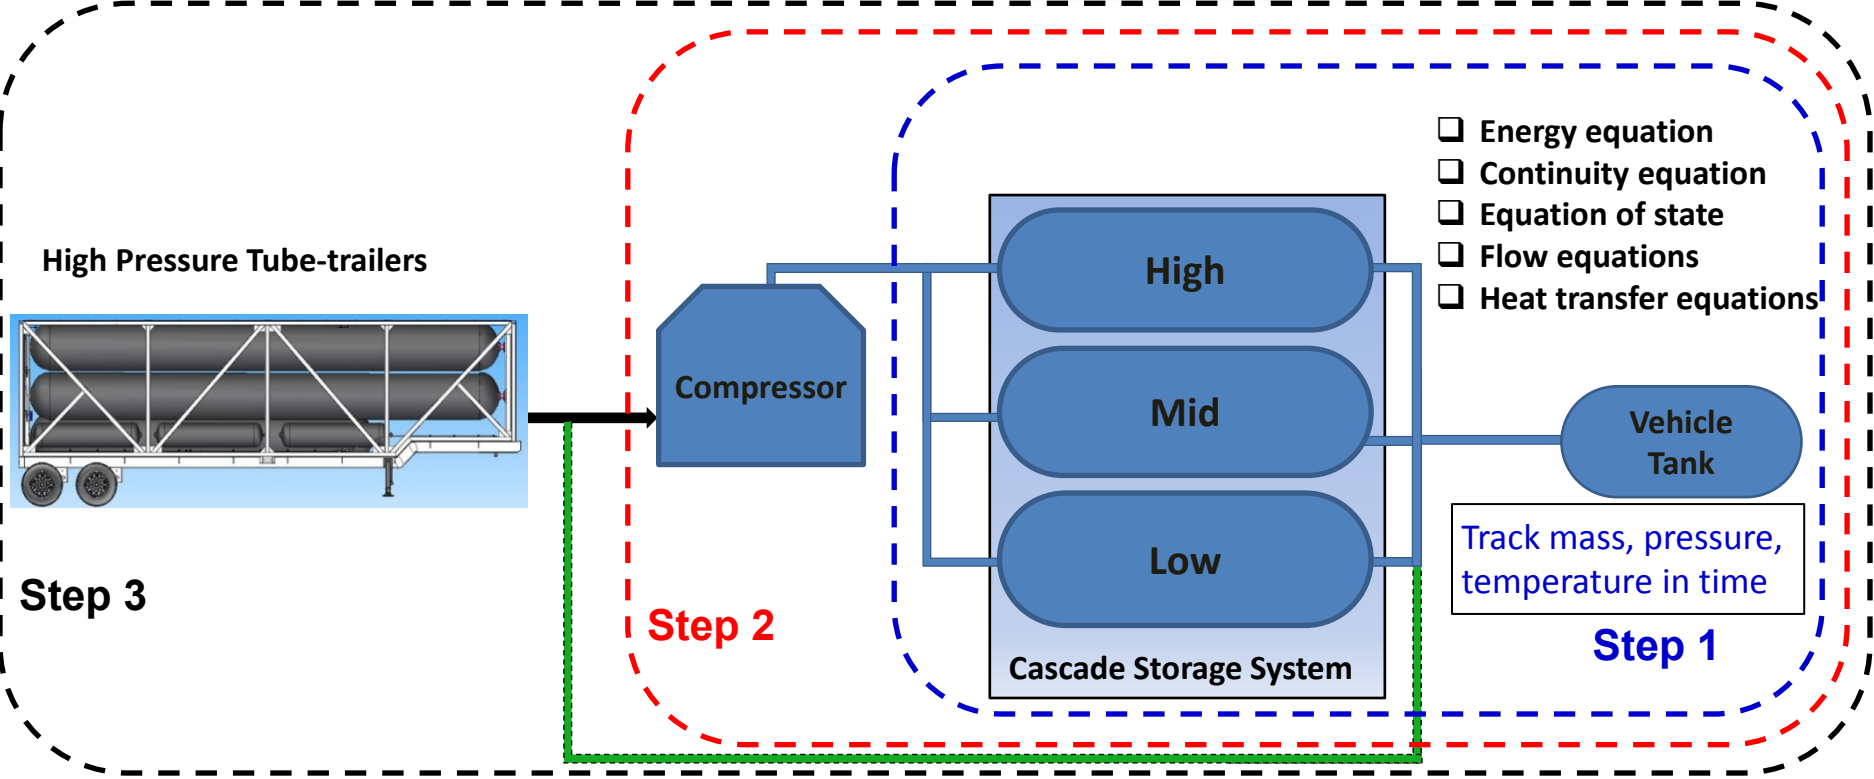 Energy equation
Continuity equation
Equation of state
Flow equations
Heat transfer equations
High Pressure Tube-trailers
High
Compressor
Mid
Vehicle
Tank
Low
Track mass, pressure,
temperature in time
Step 3
Step 2
Step 1
Cascade Storage System